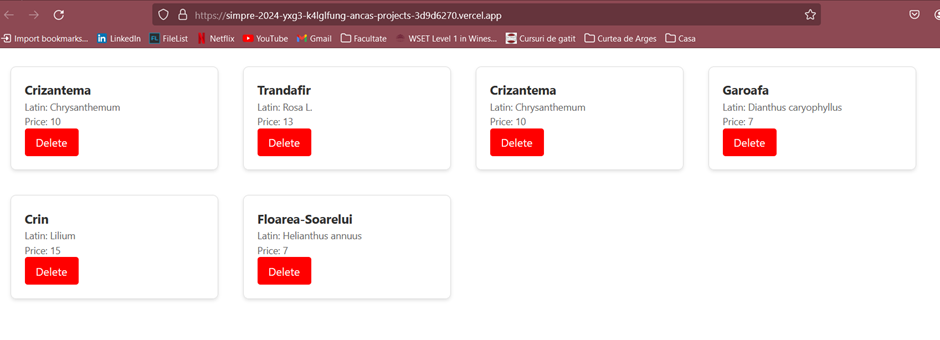 https://simpre-2024-yxg3-k4lglfung-ancas-projects-3d9d6270.vercel.app
Import bookmarks... LinkedIn FL FileList Netflix YouTube Gmail Facultate WSET Level 1 in Wines... Cursuri de gatit Curtea de Arges Casa
Crizantema
Latin: Chrysanthemum
Price: 10
Delete
Trandafir
Latin: Rosa L.
Price: 13
Delete
Crizantema
Latin: Chrysanthemum
Price: 10
Delete
Garoafa
Latin: Dianthus caryophyllus
Price: 7
Delete
Crin
Latin: Lilium
Price: 15
Delete
Floarea-Soarelui
Latin: Helianthus annuus
Price: 7
Delete